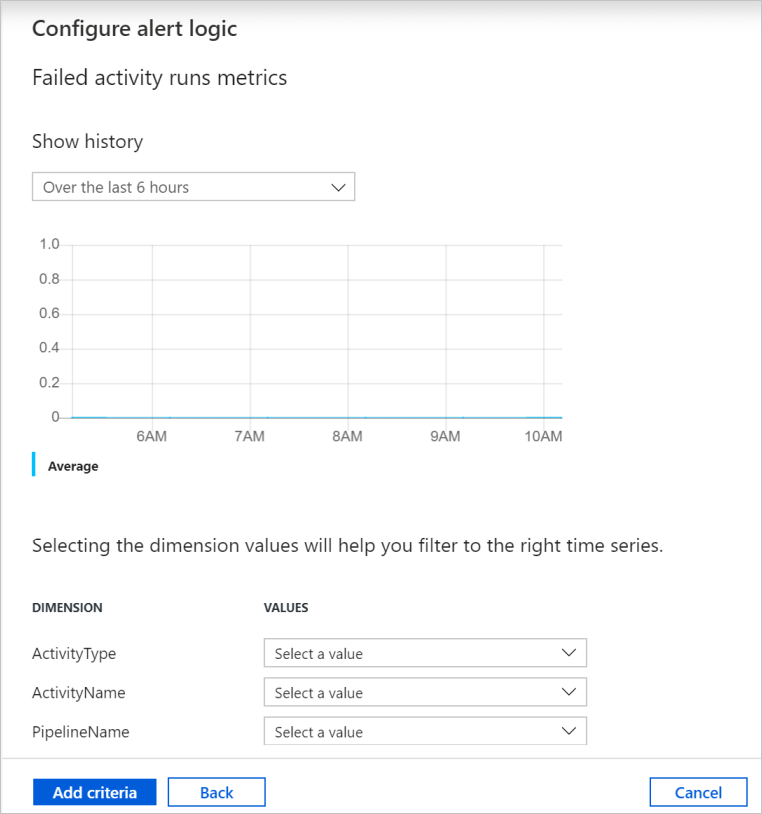 Configure alert logic
Failed activity runs metrics
Show history
Over the last 6 hours
1.0
0.8
0.6
0.4
0.2
0
6AM 7AM 8AM 9AM 10AM
Average
Selecting the dimension values will help you filter to the right time series.
DIMENSION VALUES
ActivityType Select a value
ActivityName Select a value
PipelineName Select a value
Add criteria Back Cancel